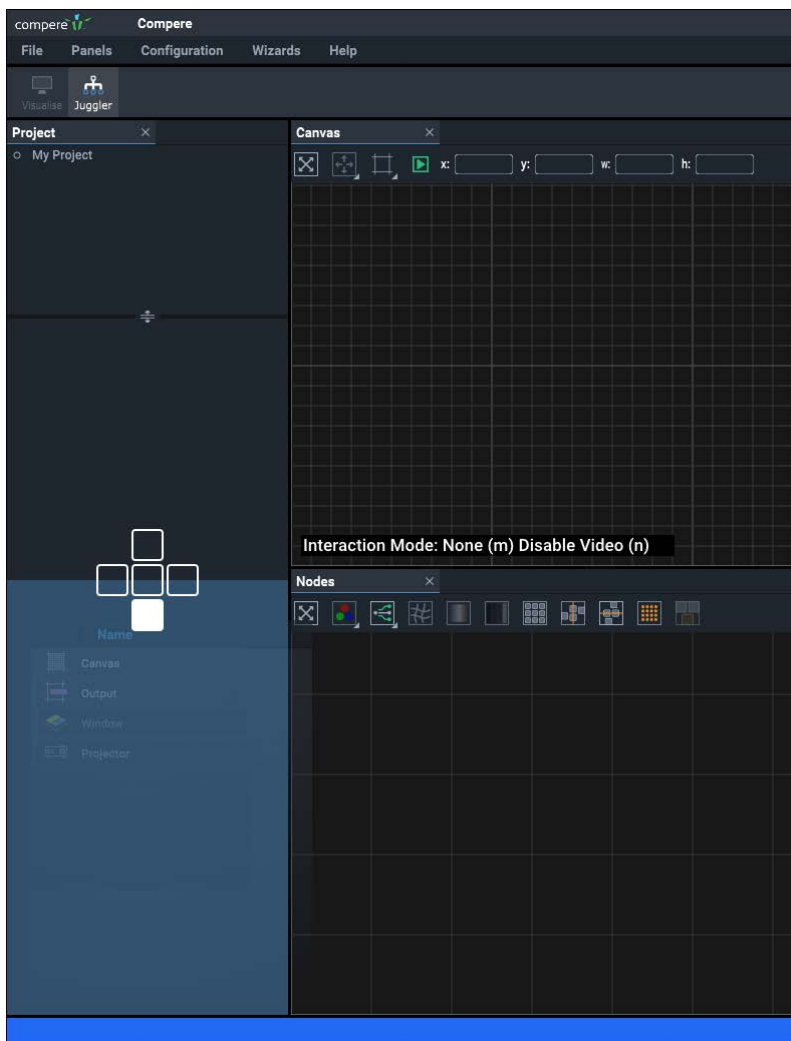 compere Compere
File Panels Configuration Wizards Help
Visualise Juggler
Project
My Project
Canvas
x: y: w: h:
Interaction Mode: None (m) Disable Video (n)
Nodes
Name
Canvas
Output
Window
Projector